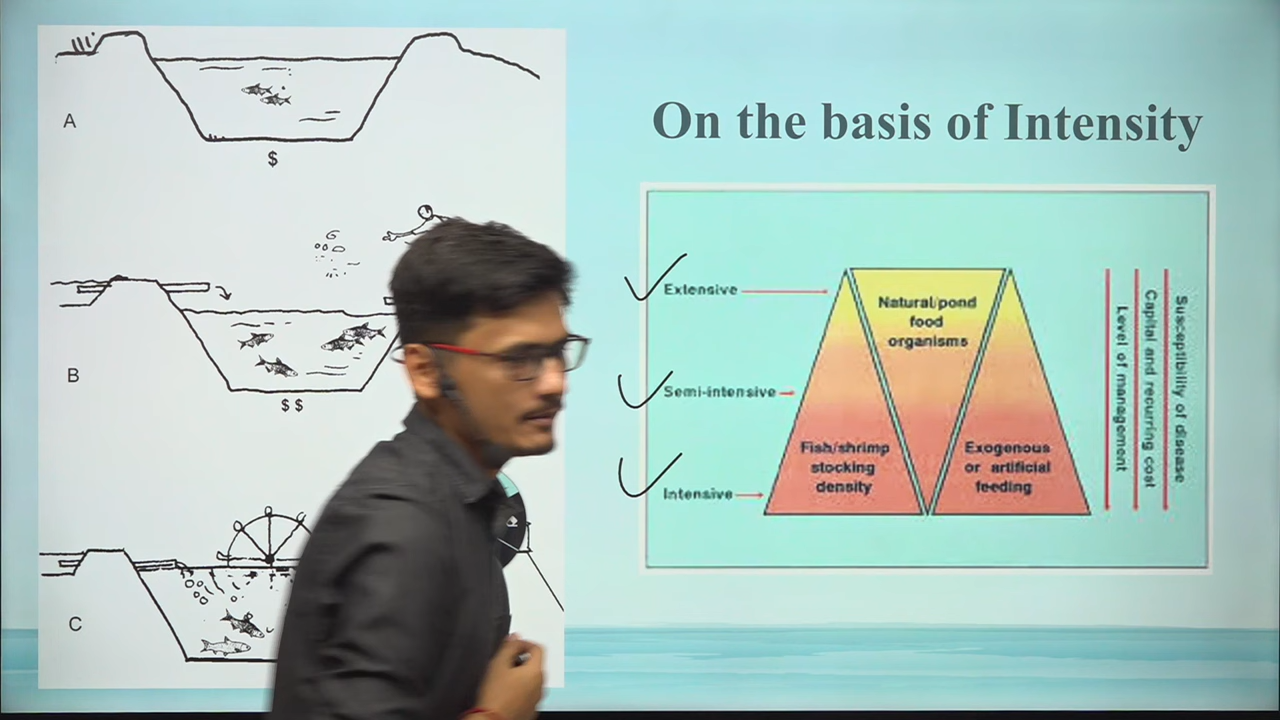 On the basis of Intensity
A
$
B
$ $
C
Extensive
Semi-intensive
Intensive
Natural/pond
food
organisms
Fish/shrimp
stocking
density
Exogenous
or artificial
feeding
Level of management
Capital and recurring cost
Susceptibility of disease